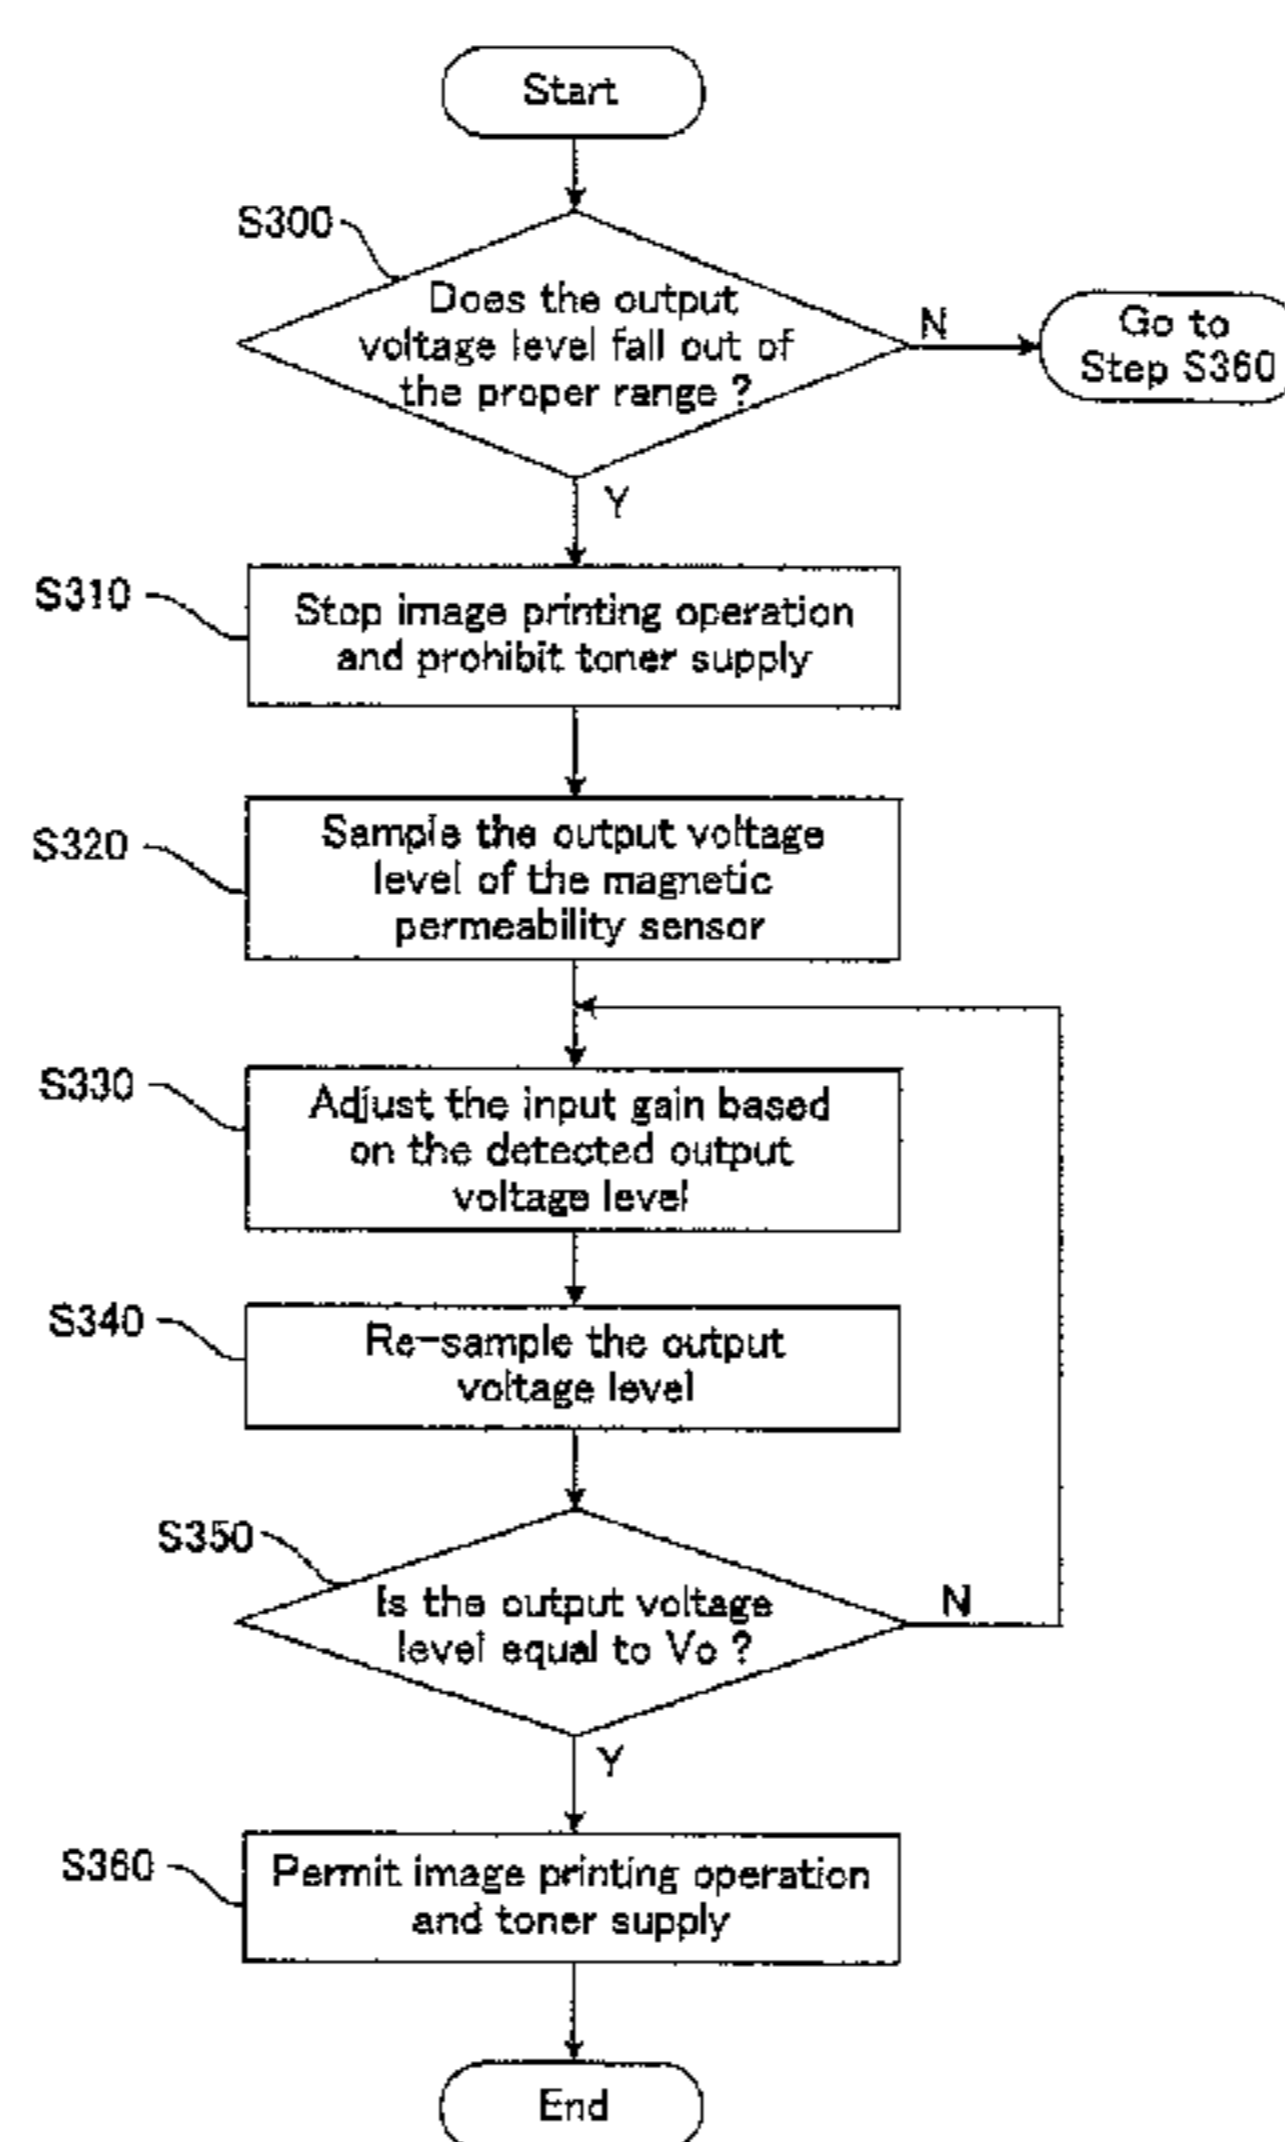 Start
S300
Does the output
voltage level fall out of
the proper range ?
N
Go to
Step S360
Y
S310
Stop image printing operation
and prohibit toner supply
S320
Sample the output voltage
level of the magnetic
permeability sensor
S330
Adjust the input gain based
on the detected output
voltage level
S340
Re-sample the output
voltage level
S350
Is the output voltage
level equal to Vo ?
N
Y
S360
Permit image printing operation
and toner supply
End